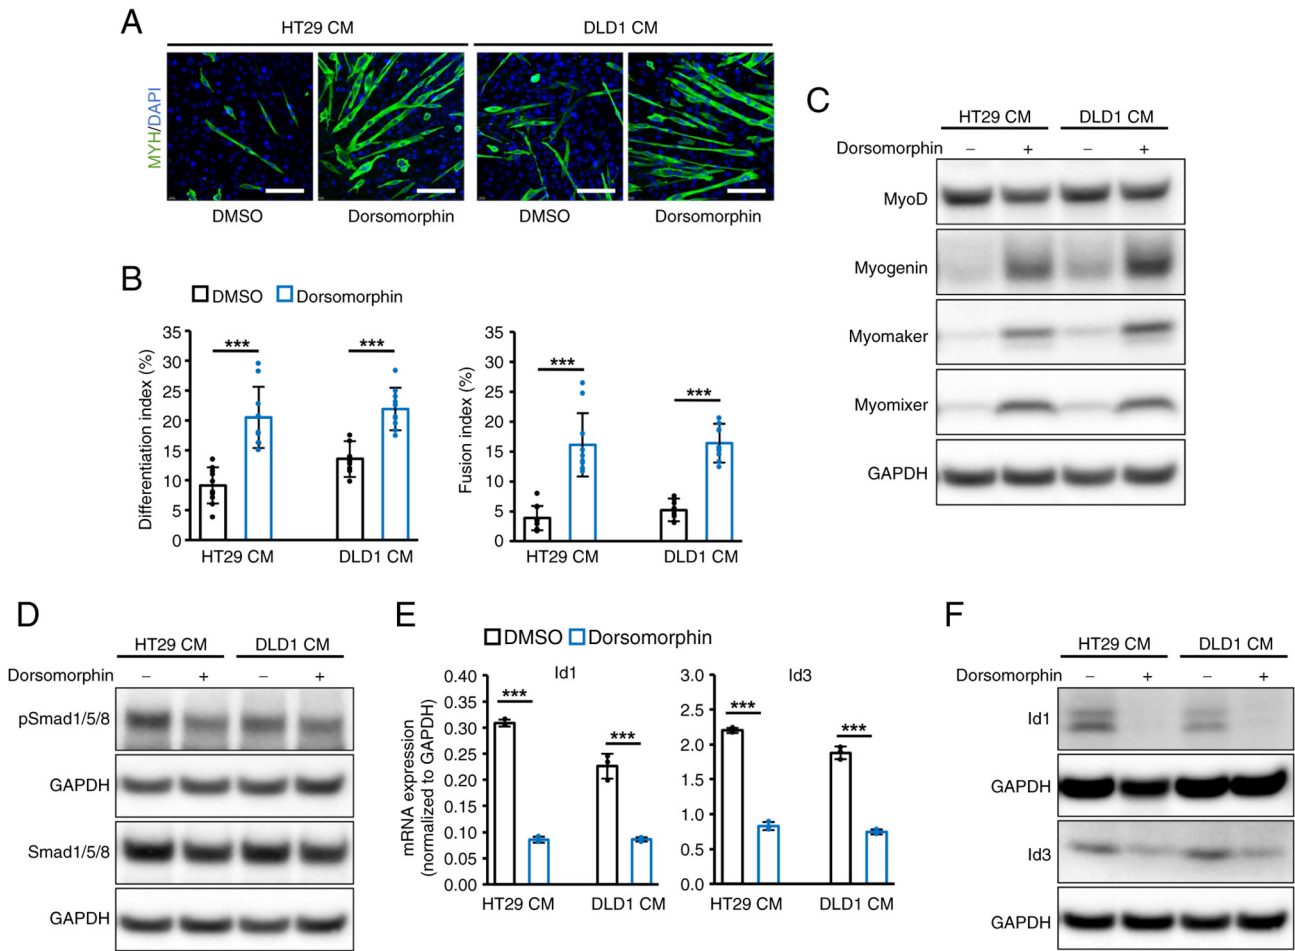 A
HT29 CM
DLD1 CM
MYH/DAPI
DMSO
Dorsomorphin
DMSO
Dorsomorphin
B
DMSO
Dorsomorphin
Differentiation index (%)
35
30
25
20
15
10
5
0
***
***
HT29 CM
DLD1 CM
Fusion index (%)
35
30
25
20
15
10
5
0
***
***
HT29 CM
DLD1 CM
C
HT29 CM
DLD1 CM
Dorsomorphin – + – +
MyoD
Myogenin
Myomaker
Myomixer
GAPDH
D
HT29 CM
DLD1 CM
Dorsomorphin – + – +
pSmad1/5/8
GAPDH
Smad1/5/8
GAPDH
E
DMSO
Dorsomorphin
mRNA expression
(normalized to GAPDH)
Id1
0.40
0.35
0.30
0.25
0.20
0.15
0.10
0.05
0.00
***
***
HT29 CM
DLD1 CM
Id3
3.0
2.5
2.0
1.5
1.0
0.5
0.0
***
***
HT29 CM
DLD1 CM
F
HT29 CM
DLD1 CM
Dorsomorphin – + – +
Id1
GAPDH
Id3
GAPDH